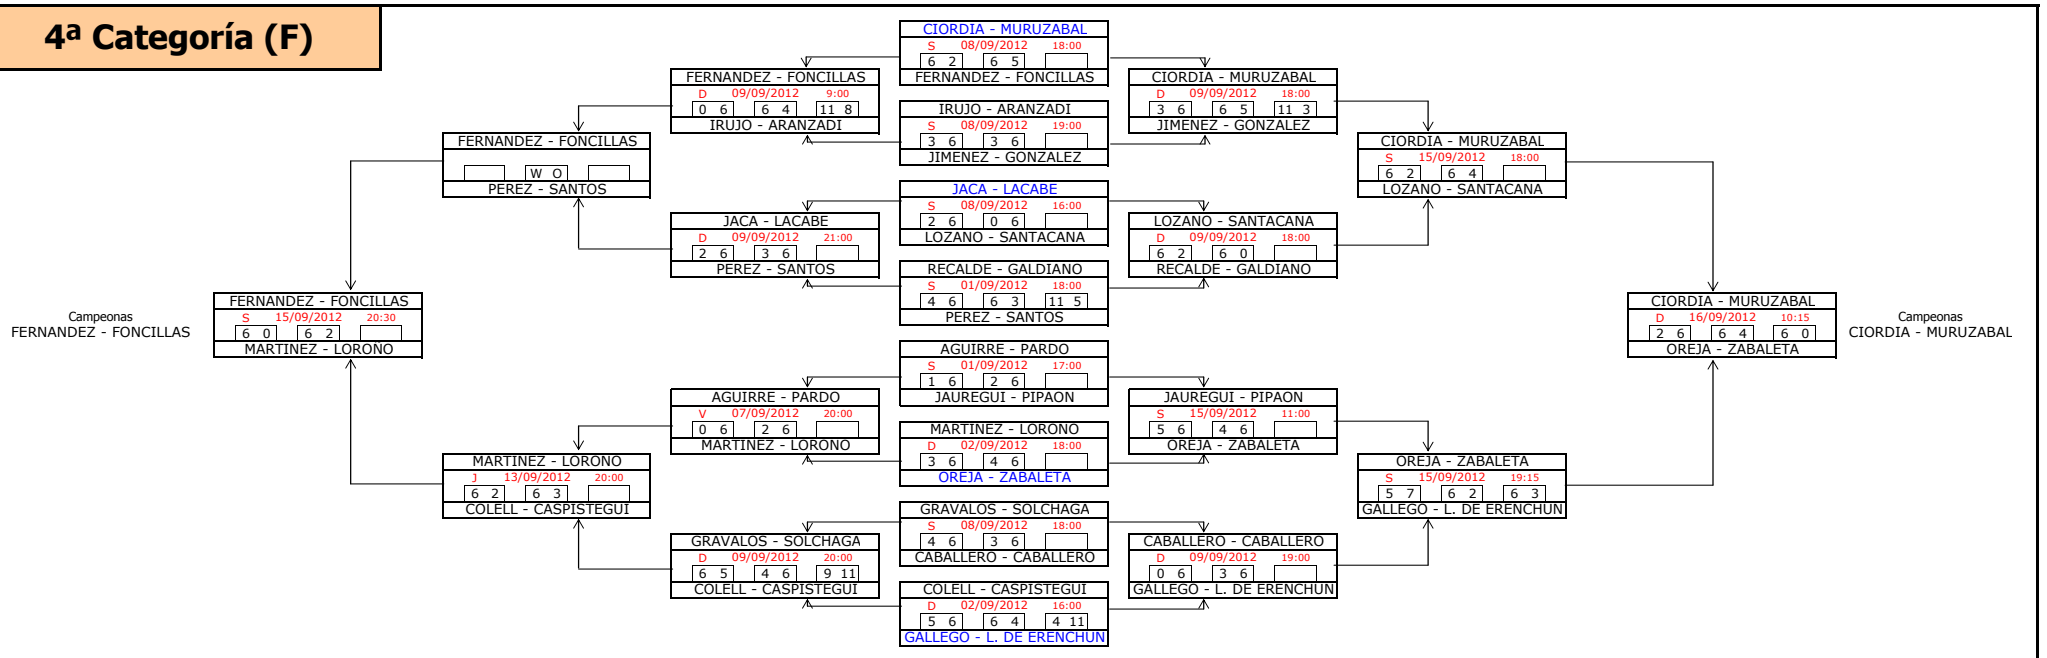 4ª Categoría (F)
CIORDIA - MURUZABAL
S 08/09/2012 18:00
6 2 6 5
FERNANDEZ - FONCILLAS
IRUJO - ARANZADI
S 08/09/2012 19:00
3 6 3 6
JIMENEZ - GONZALEZ
JACA - LACABE
S 08/09/2012 16:00
2 6 0 6
LOZANO - SANTACANA
RECALDE - GALDIANO
S 01/09/2012 18:00
4 6 6 3 11 5
PEREZ - SANTOS
AGUIRRE - PARDO
S 01/09/2012 17:00
1 6 2 6
JAUREGUI - PIPAON
MARTINEZ - LOROÑO
D 02/09/2012 18:00
3 6 4 6
OREJA - ZABALETA
GRAVALOS - SOLCHAGA
S 08/09/2012 18:00
4 6 3 6
CABALLERO - CABALLERO
COLELL - CASPISTEGUI
D 02/09/2012 16:00
5 6 6 4 4 11
GALLEGO - L. DE ERENCHUN
FERNANDEZ - FONCILLAS
D 09/09/2012 9:00
0 6 6 4 11 8
IRUJO - ARANZADI
JACA - LACABE
D 09/09/2012 21:00
2 6 3 6
PEREZ - SANTOS
AGUIRRE - PARDO
V 07/09/2012 20:00
0 6 2 6
MARTINEZ - LOROÑO
GRAVALOS - SOLCHAGA
D 09/09/2012 20:00
6 5 4 6 9 11
COLELL - CASPISTEGUI
FERNANDEZ - FONCILLAS
W O
PEREZ - SANTOS
MARTINEZ - LOROÑO
J 13/09/2012 20:00
6 2 6 3
COLELL - CASPISTEGUI
FERNANDEZ - FONCILLAS
S 15/09/2012 20:30
6 0 6 2
MARTINEZ - LOROÑO
Campeonas
FERNANDEZ - FONCILLAS
CIORDIA - MURUZABAL
D 09/09/2012 18:00
3 6 6 5 11 3
JIMENEZ - GONZALEZ
LOZANO - SANTACANA
D 09/09/2012 18:00
6 2 6 0
RECALDE - GALDIANO
JAUREGUI - PIPAON
S 15/09/2012 11:00
5 6 4 6
OREJA - ZABALETA
CABALLERO - CABALLERO
D 09/09/2012 19:00
0 6 3 6
GALLEGO - L. DE ERENCHUN
CIORDIA - MURUZABAL
S 15/09/2012 18:00
6 2 6 4
LOZANO - SANTACANA
OREJA - ZABALETA
S 15/09/2012 19:15
5 7 6 2 6 3
GALLEGO - L. DE ERENCHUN
CIORDIA - MURUZABAL
D 16/09/2012 10:15
2 6 6 4 6 0
OREJA - ZABALETA
Campeonas
CIORDIA - MURUZABAL